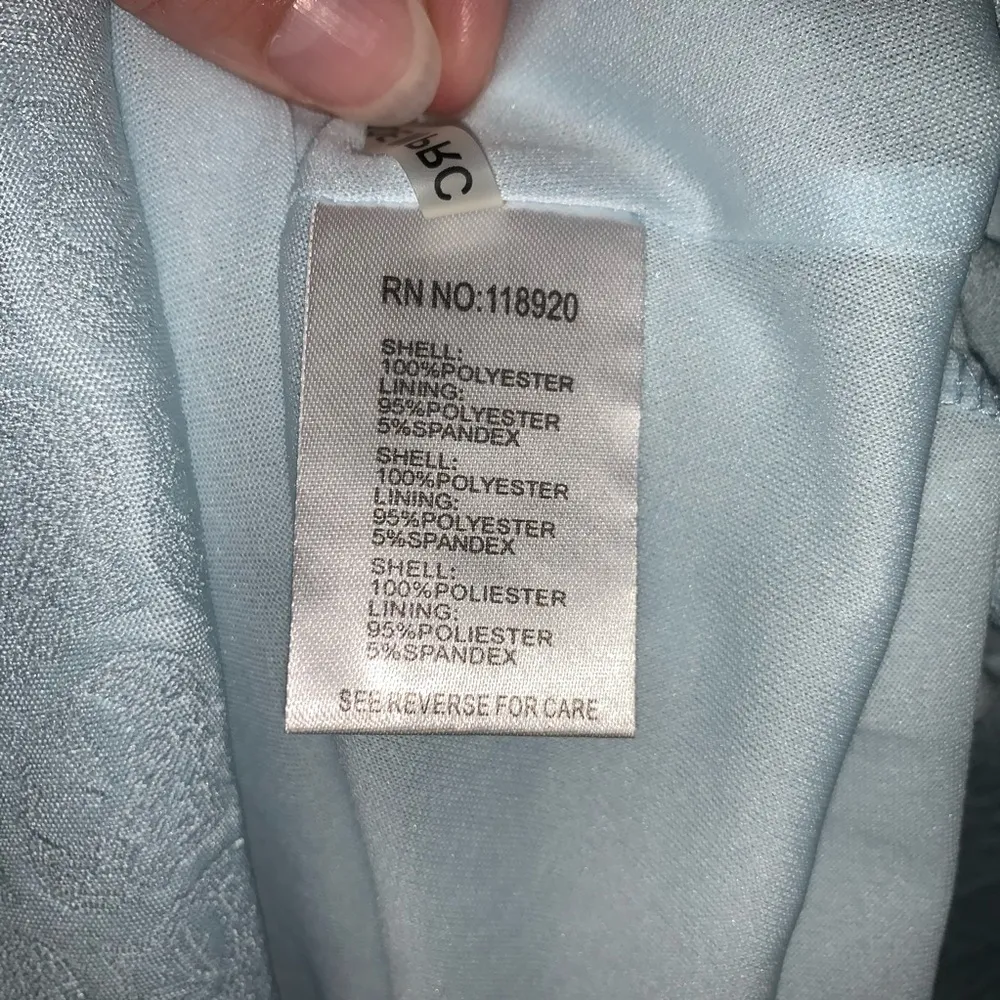 PRC
RN NO:118920
SHELL:
100%POLYESTER
LINING:
95%POLYESTER
5%SPANDEX
SHELL:
100%POLYESTER
LINING:
95%POLYESTER
5%SPANDEX
SHELL:
100%POLIESTER
LINING:
95%POLIESTER
5%SPANDEX
SEE REVERSE FOR CARE